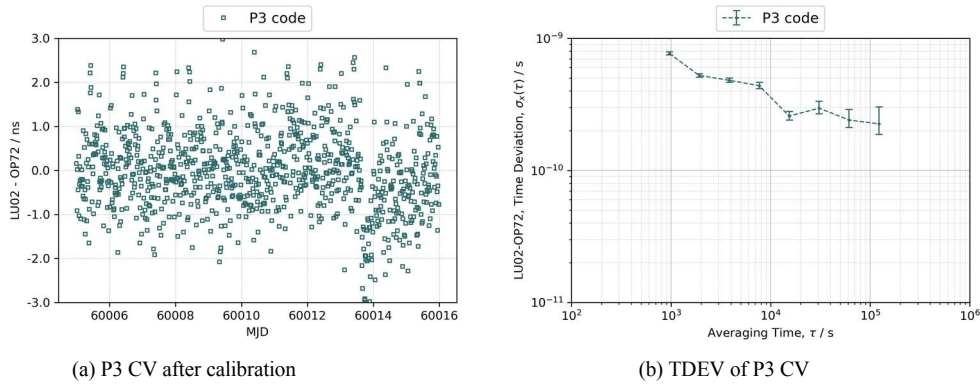 P3 code
3.0
2.0
1.0
0.0
-1.0
-2.0
-3.0
LU02 - OP72 / ns
60006
60008
60010
60012
60014
60016
MJD
(a) P3 CV after calibration
P3 code
10⁻⁹
10⁻¹⁰
10⁻¹¹
LU02-OP72, Time Deviation, σₓ(τ) / s
10²
10³
10⁴
10⁵
10⁶
Averaging Time, τ / s
(b) TDEV of P3 CV